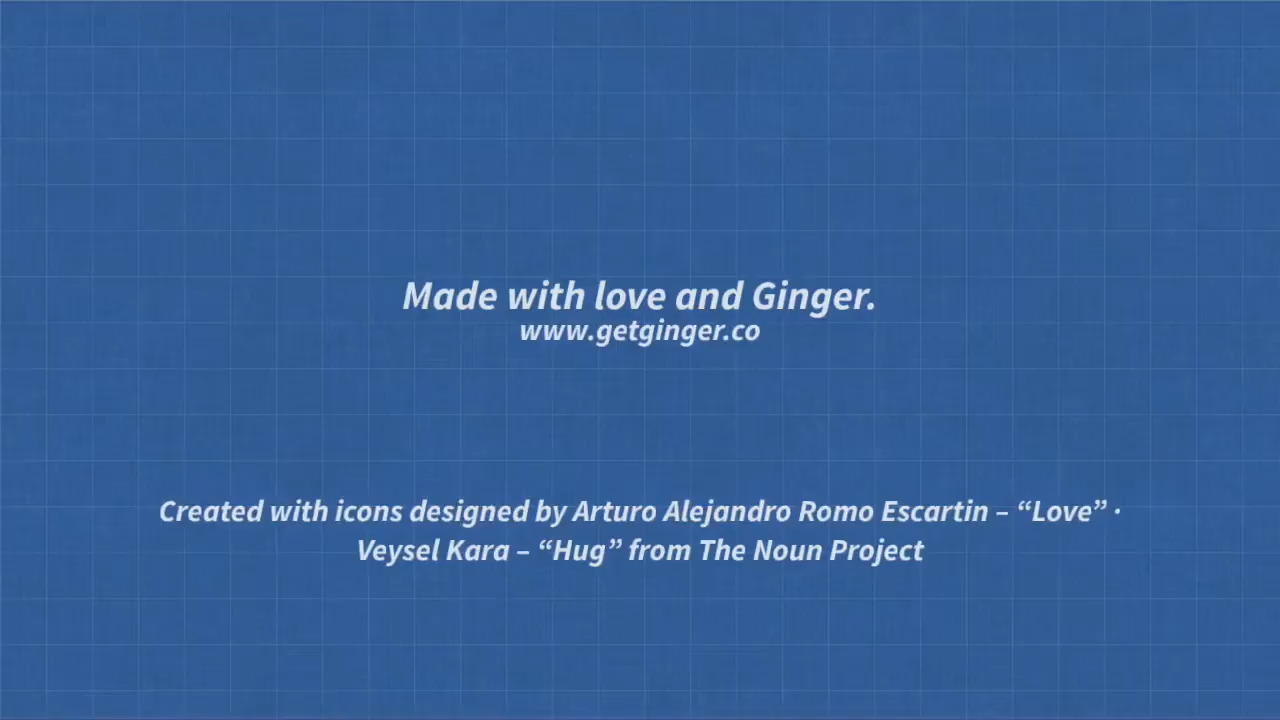 Made with love and Ginger.
www.getginger.co
Created with icons designed by Arturo Alejandro Romo Escartin – “Love” ·
Veysel Kara – “Hug” from The Noun Project